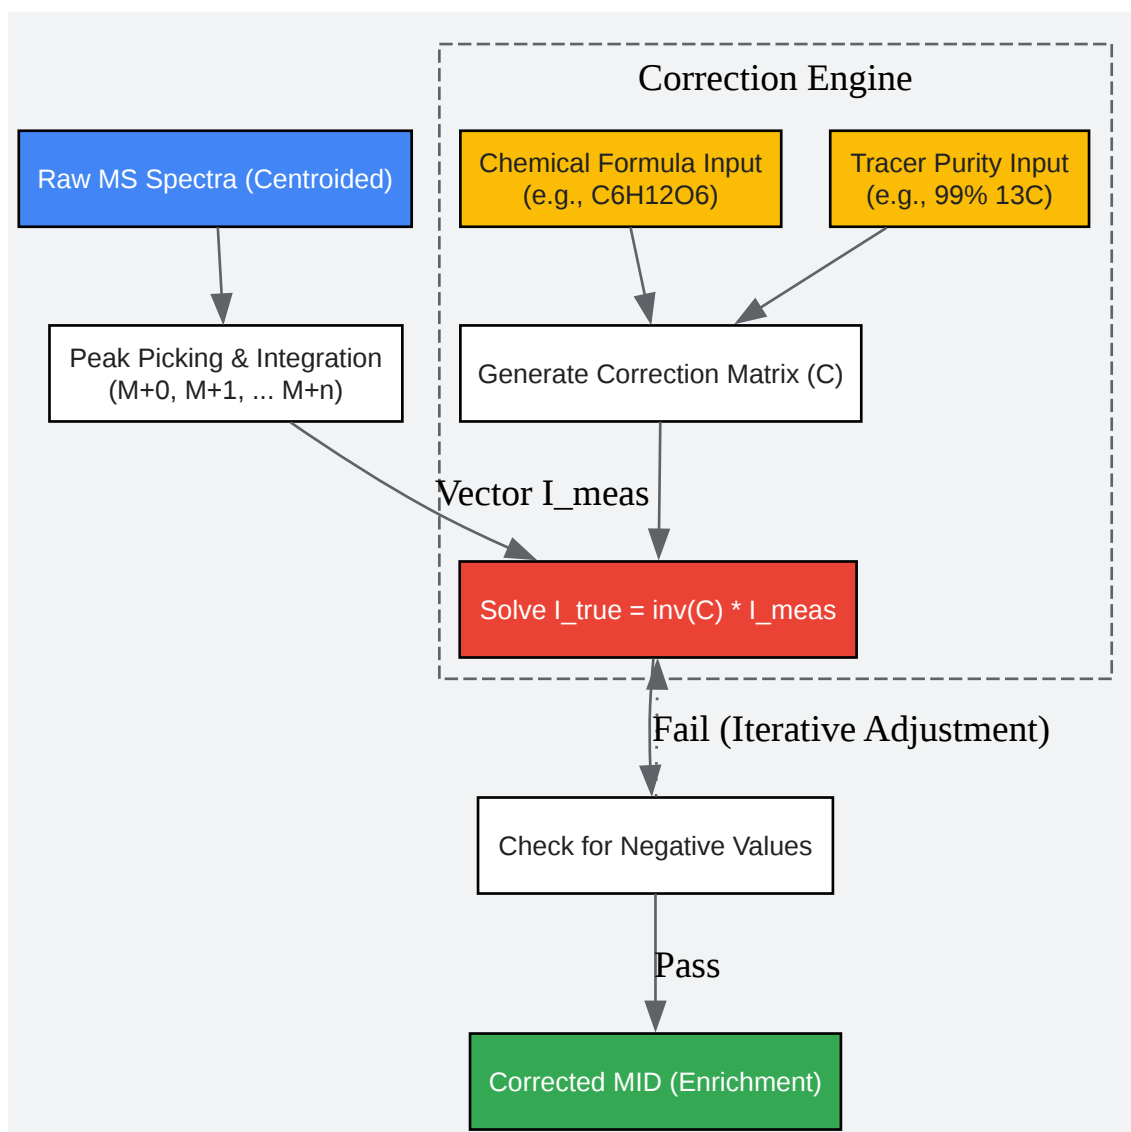 Correction Engine
Raw MS Spectra (Centroided)
Chemical Formula Input
(e.g., C6H12O6)
Tracer Purity Input
(e.g., 99% 13C)
Peak Picking & Integration
(M+0, M+1, ... M+n)
Generate Correction Matrix (C)
Vector I_meas
Solve I_true = inv(C) * I_meas
Fail (Iterative Adjustment)
Check for Negative Values
Pass
Corrected MID (Enrichment)